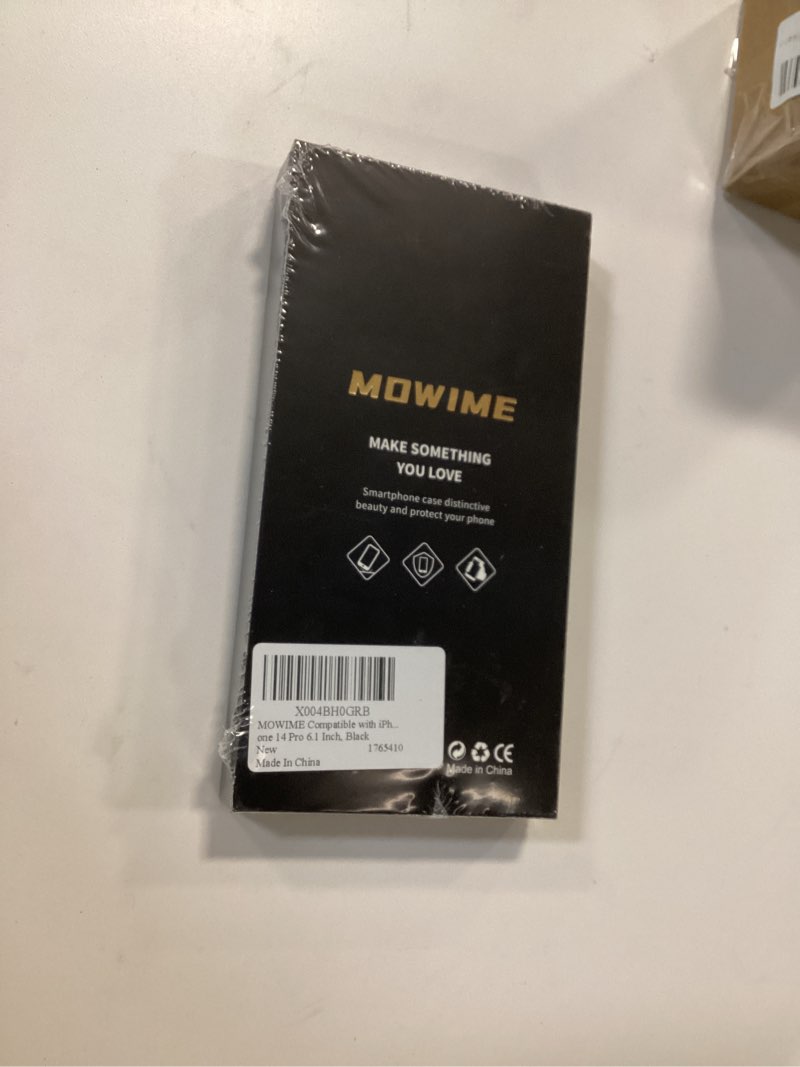 MOWIME
MAKE SOMETHING
YOU LOVE
Smartphone case distinctive
beauty and protect your phone
X004BH0GRB
MOWIME Compatible with iPh...
one 14 Pro 6.1 Inch, Black
New 1765410
Made In China
CE
Made in China